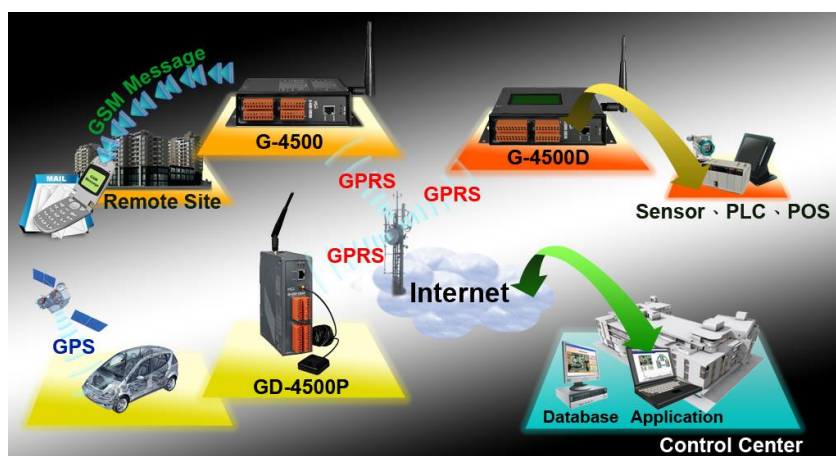 GSM Message
G-4500
G-4500D
MAIL
Remote Site
GPRS
GPRS
GPRS
Sensor、PLC、POS
Internet
GPS
GD-4500P
Database
Application
Control Center